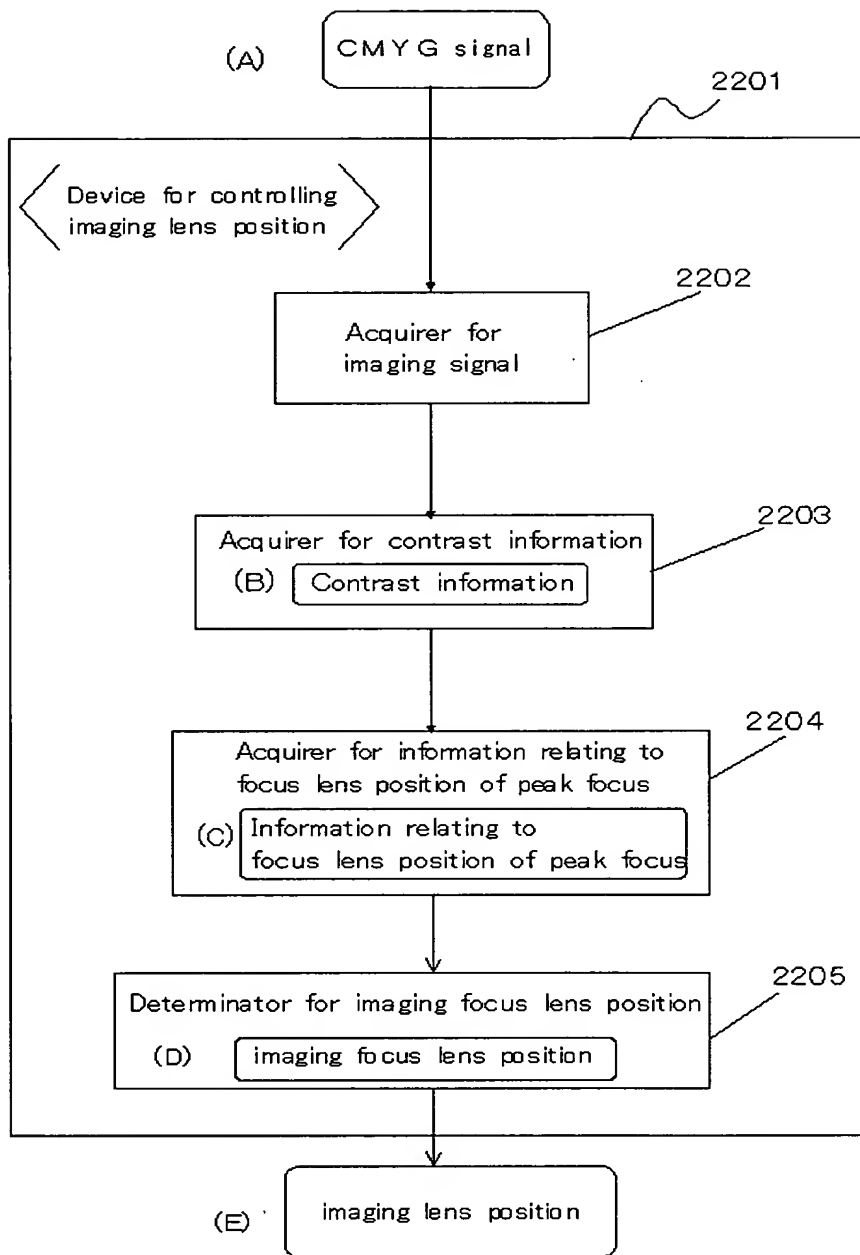 (A) CMYG signal
2201
Device for controlling
imaging lens position
2202
Acquirer for
imaging signal
2203
Acquirer for contrast information
(B) Contrast information
2204
Acquirer for information relating to
focus lens position of peak focus
(C) Information relating to
focus lens position of peak focus
2205
Determinator for imaging focus lens position
(D) imaging focus lens position
(E) imaging lens position